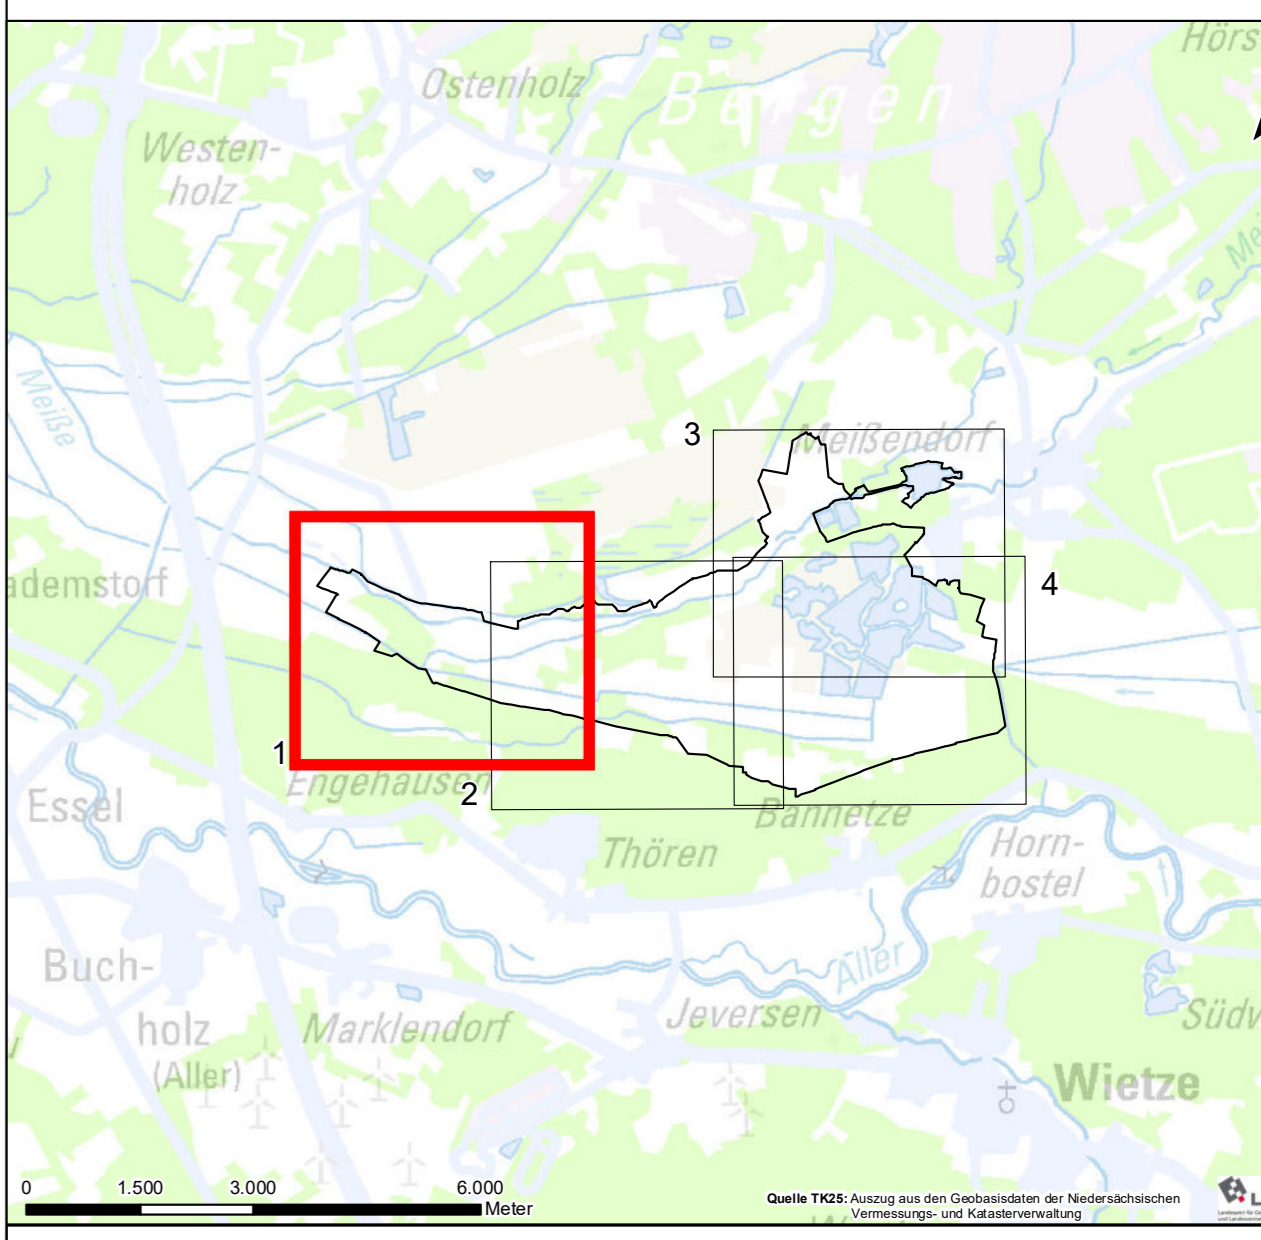 Hörs
Ostenholz
Bergen
Westen-
holz
Meiße
3
Meißendorf
4
ademstorf
1
Engehausen
2
Essel
Bannetze
Thören
Horn-
bostel
Aller
Buch-
holz
(Aller)
Marklendorf
Jeversen
Südw
Wietze
0 1.500 3.000 6.000
Meter
Quelle TK25: Auszug aus den Geobasisdaten der Niedersächsischen
Vermessungs- und Katasterverwaltung